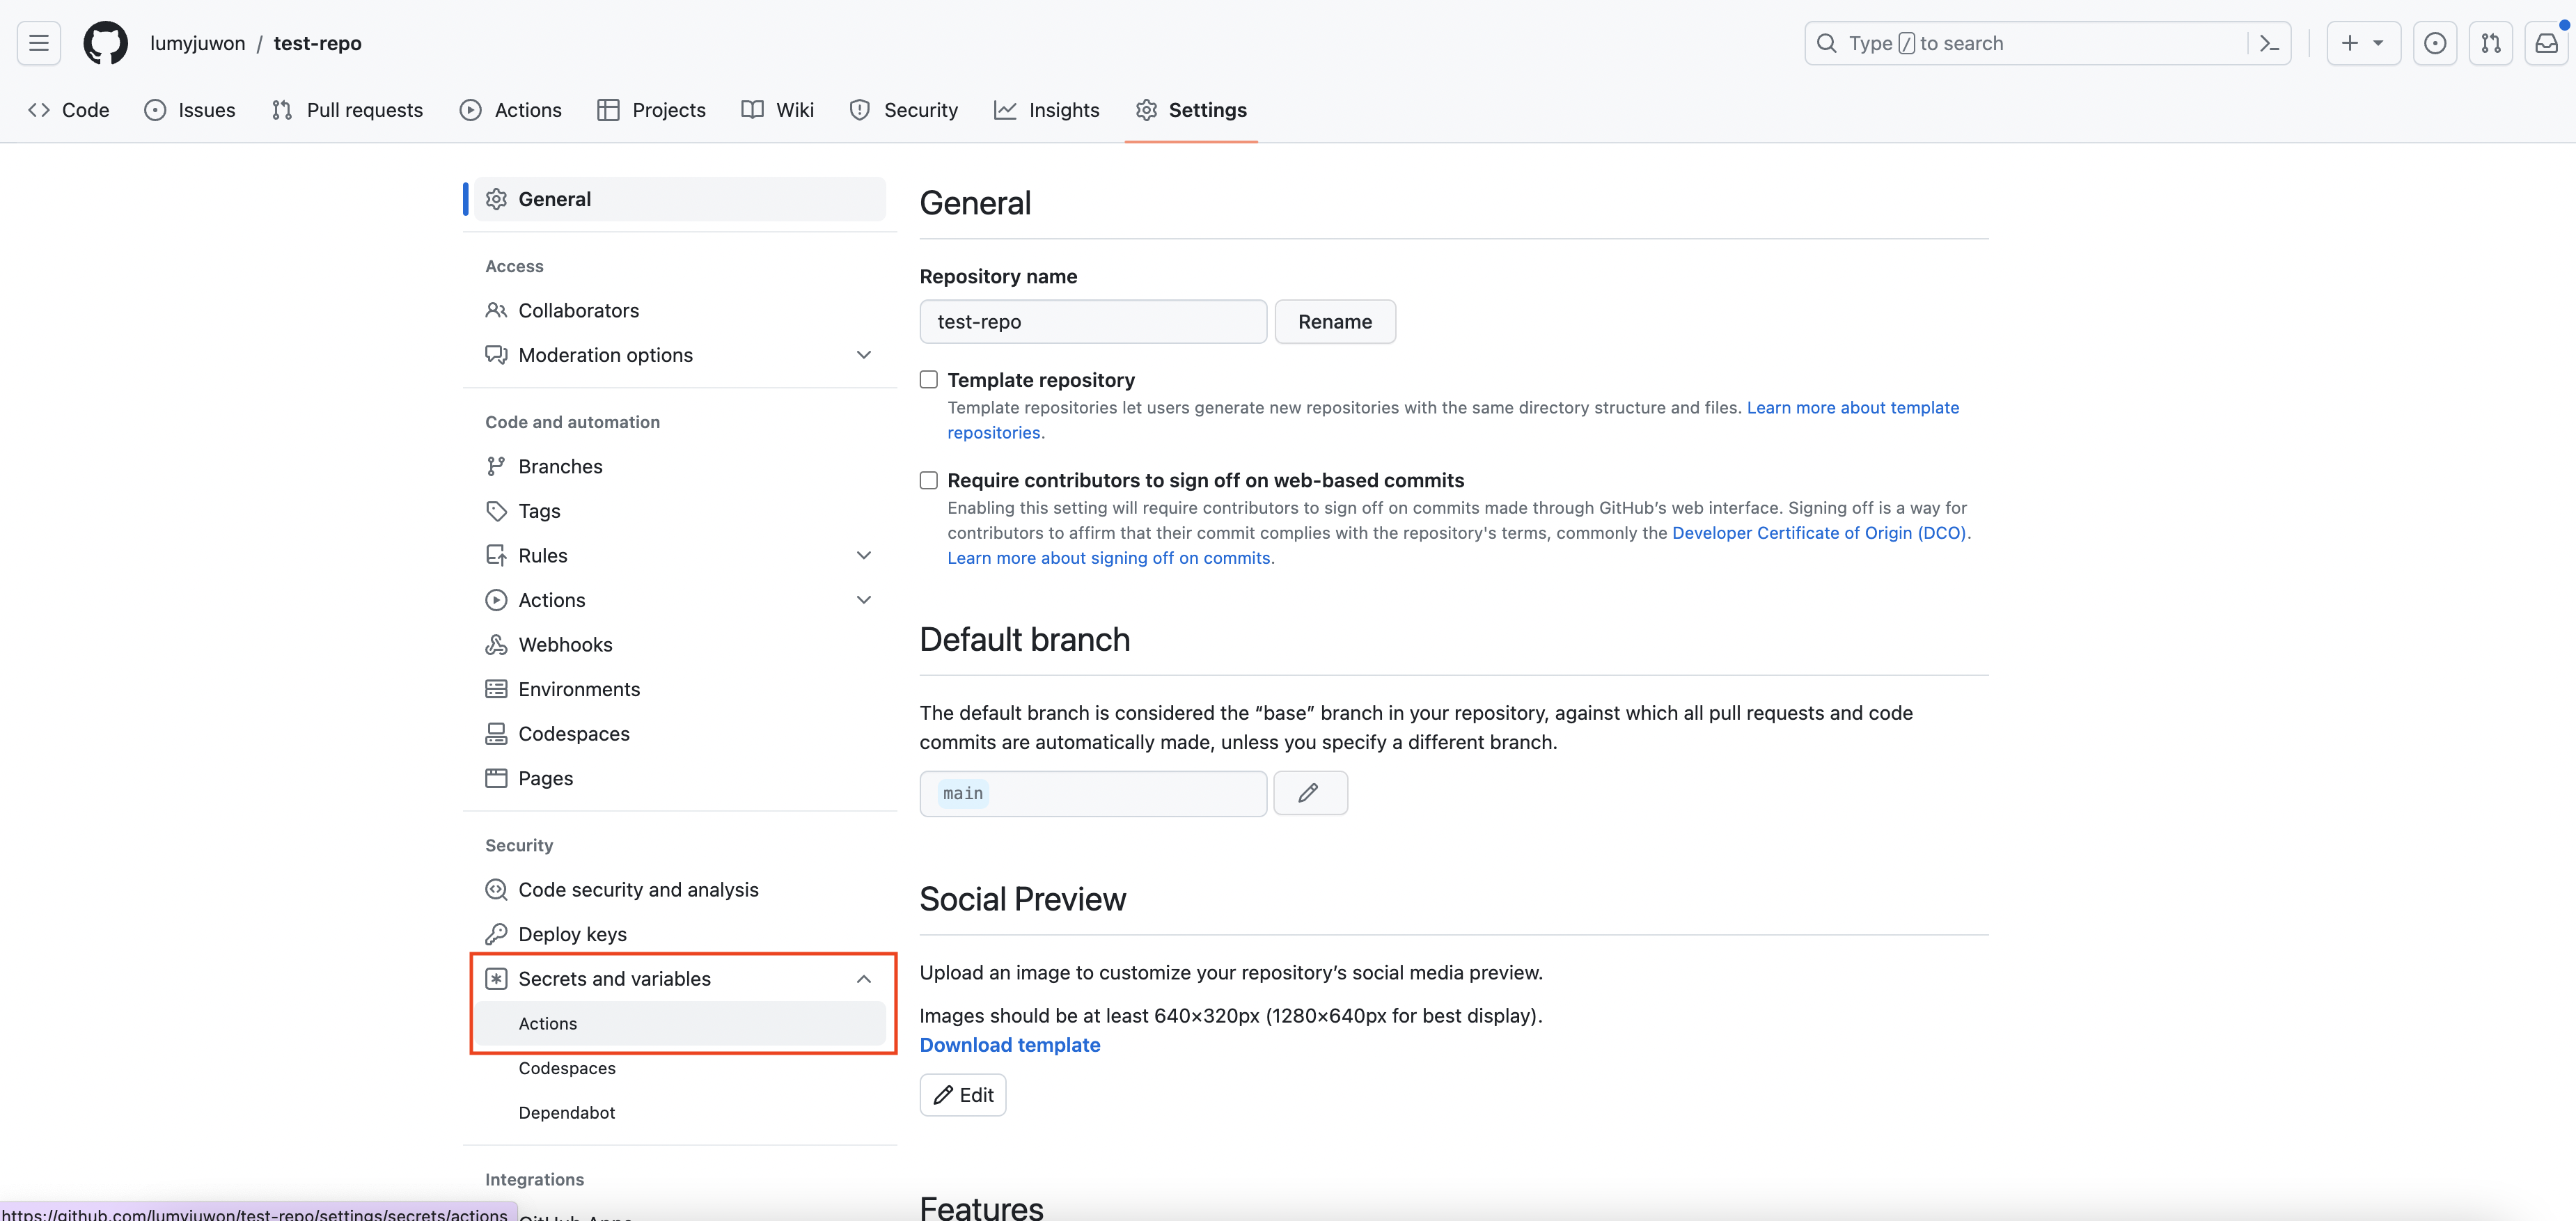 lumyjuwon / test-repo
Type / to search
Code Issues Pull requests Actions Projects Wiki Security Insights Settings
General
Access
Collaborators
Moderation options
Code and automation
Branches
Tags
Rules
Actions
Webhooks
Environments
Codespaces
Pages
Security
Code security and analysis
Deploy keys
Secrets and variables
Actions
Codespaces
Dependabot
Integrations
GitHub Apps
https://github.com/lumyjuwon/test-repo/settings/secrets/actions
General
Repository name
test-repo Rename
Template repository
Template repositories let users generate new repositories with the same directory structure and files. Learn more about template
repositories.
Require contributors to sign off on web-based commits
Enabling this setting will require contributors to sign off on commits made through GitHub’s web interface. Signing off is a way for
contributors to affirm that their commit complies with the repository's terms, commonly the Developer Certificate of Origin (DCO).
Learn more about signing off on commits.
Default branch
The default branch is considered the “base” branch in your repository, against which all pull requests and code
commits are automatically made, unless you specify a different branch.
main
Social Preview
Upload an image to customize your repository’s social media preview.
Images should be at least 640×320px (1280×640px for best display).
Download template
Edit
Features